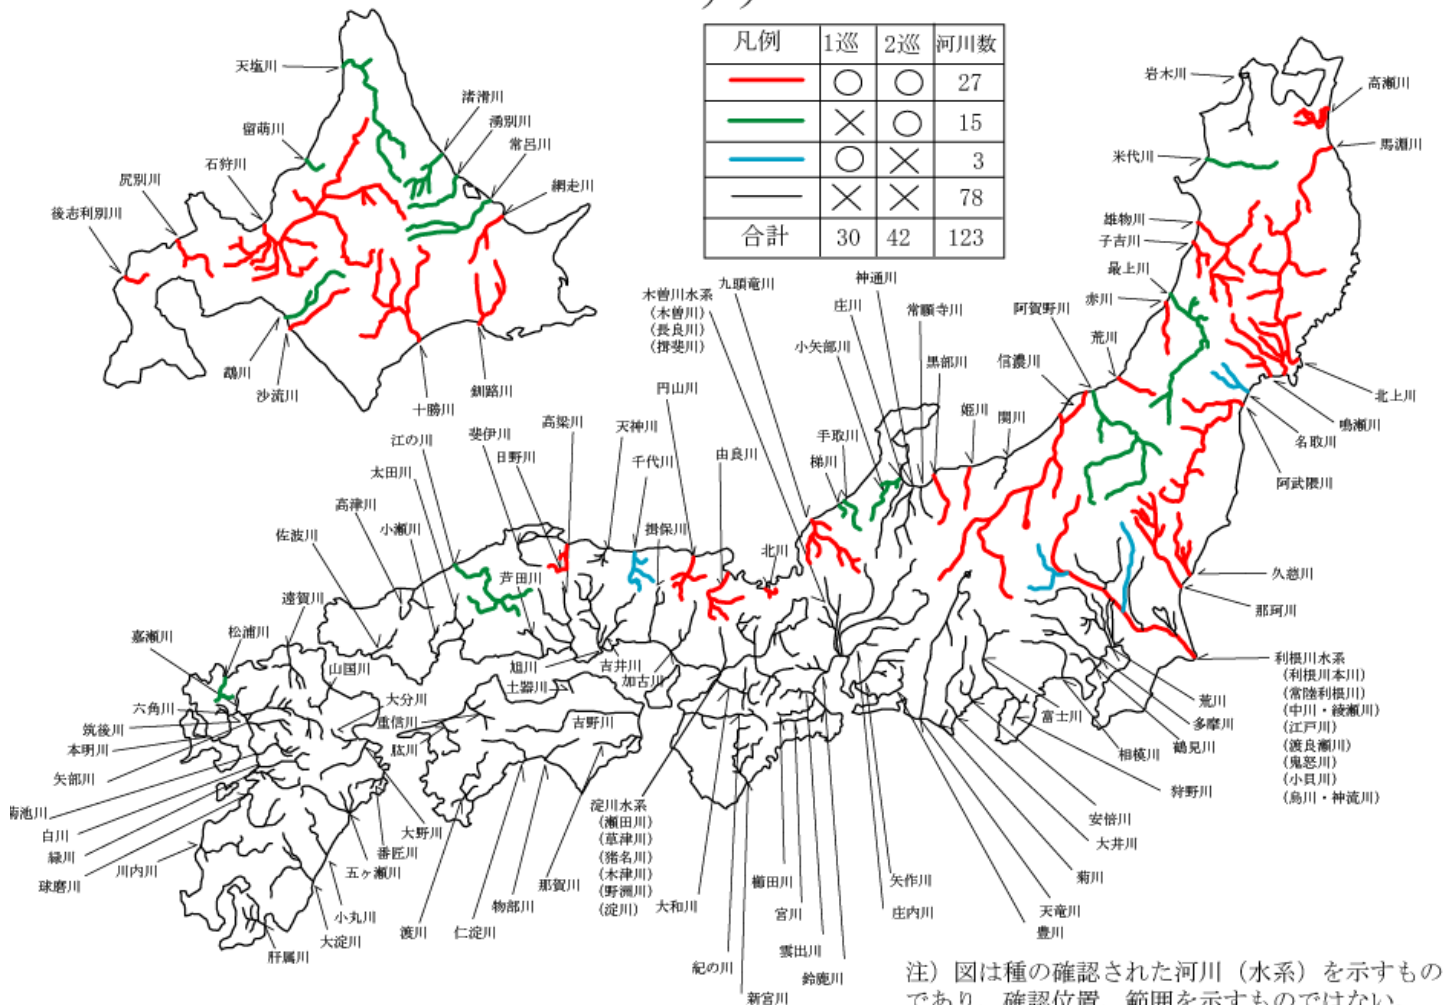 凡例 1巡 2巡 河川数
○ ○ 27
× ○ 15
○ × 3
× × 78
合計 30 42 123
天塩川
渚滑川
湧別川
常呂川
網走川
留萌川
石狩川
尻別川
後志利別川
鵡川
沙流川
十勝川
釧路川
岩木川
高瀬川
馬淵川
米代川
雄物川
子吉川
最上川
赤川
阿賀野川
荒川
信濃川
関川
姫川
黒部川
常願寺川
神通川
庄川
小矢部川
九頭竜川
木曽川水系
(木曽川)
(長良川)
(揖斐川)
手取川
梯川
北上川
鳴瀬川
名取川
阿武隈川
久慈川
那珂川
利根川水系
(利根川本川)
(常陸利根川)
(中川・綾瀬川)
(江戸川)
(渡良瀬川)
(鬼怒川)
(小貝川)
(烏川・神流川)
荒川
多摩川
鶴見川
相模川
富士川
狩野川
安倍川
大井川
菊川
天竜川
豊川
矢作川
庄内川
円山川
由良川
北川
千代川
天神川
高梁川
日野川
斐伊川
江の川
太田川
高津川
小瀬川
佐波川
揖保川
芦田川
旭川
吉井川
加古川
土器川
吉野川
重信川
肱川
遠賀川
松浦川
嘉瀬川
山国川
大分川
六角川
筑後川
本明川
矢部川
菊池川
白川
緑川
球磨川
川内川
大野川
番匠川
五ヶ瀬川
小丸川
大淀川
肝属川
渡川
仁淀川
物部川
那賀川
淀川水系
(瀬田川)
(草津川)
(猪名川)
(木津川)
(野洲川)
(淀川)
大和川
紀の川
新宮川
櫛田川
宮川
雲出川
鈴鹿川
注)図は種の確認された河川(水系)を示すもの
であり、確認位置、範囲を示すものではない